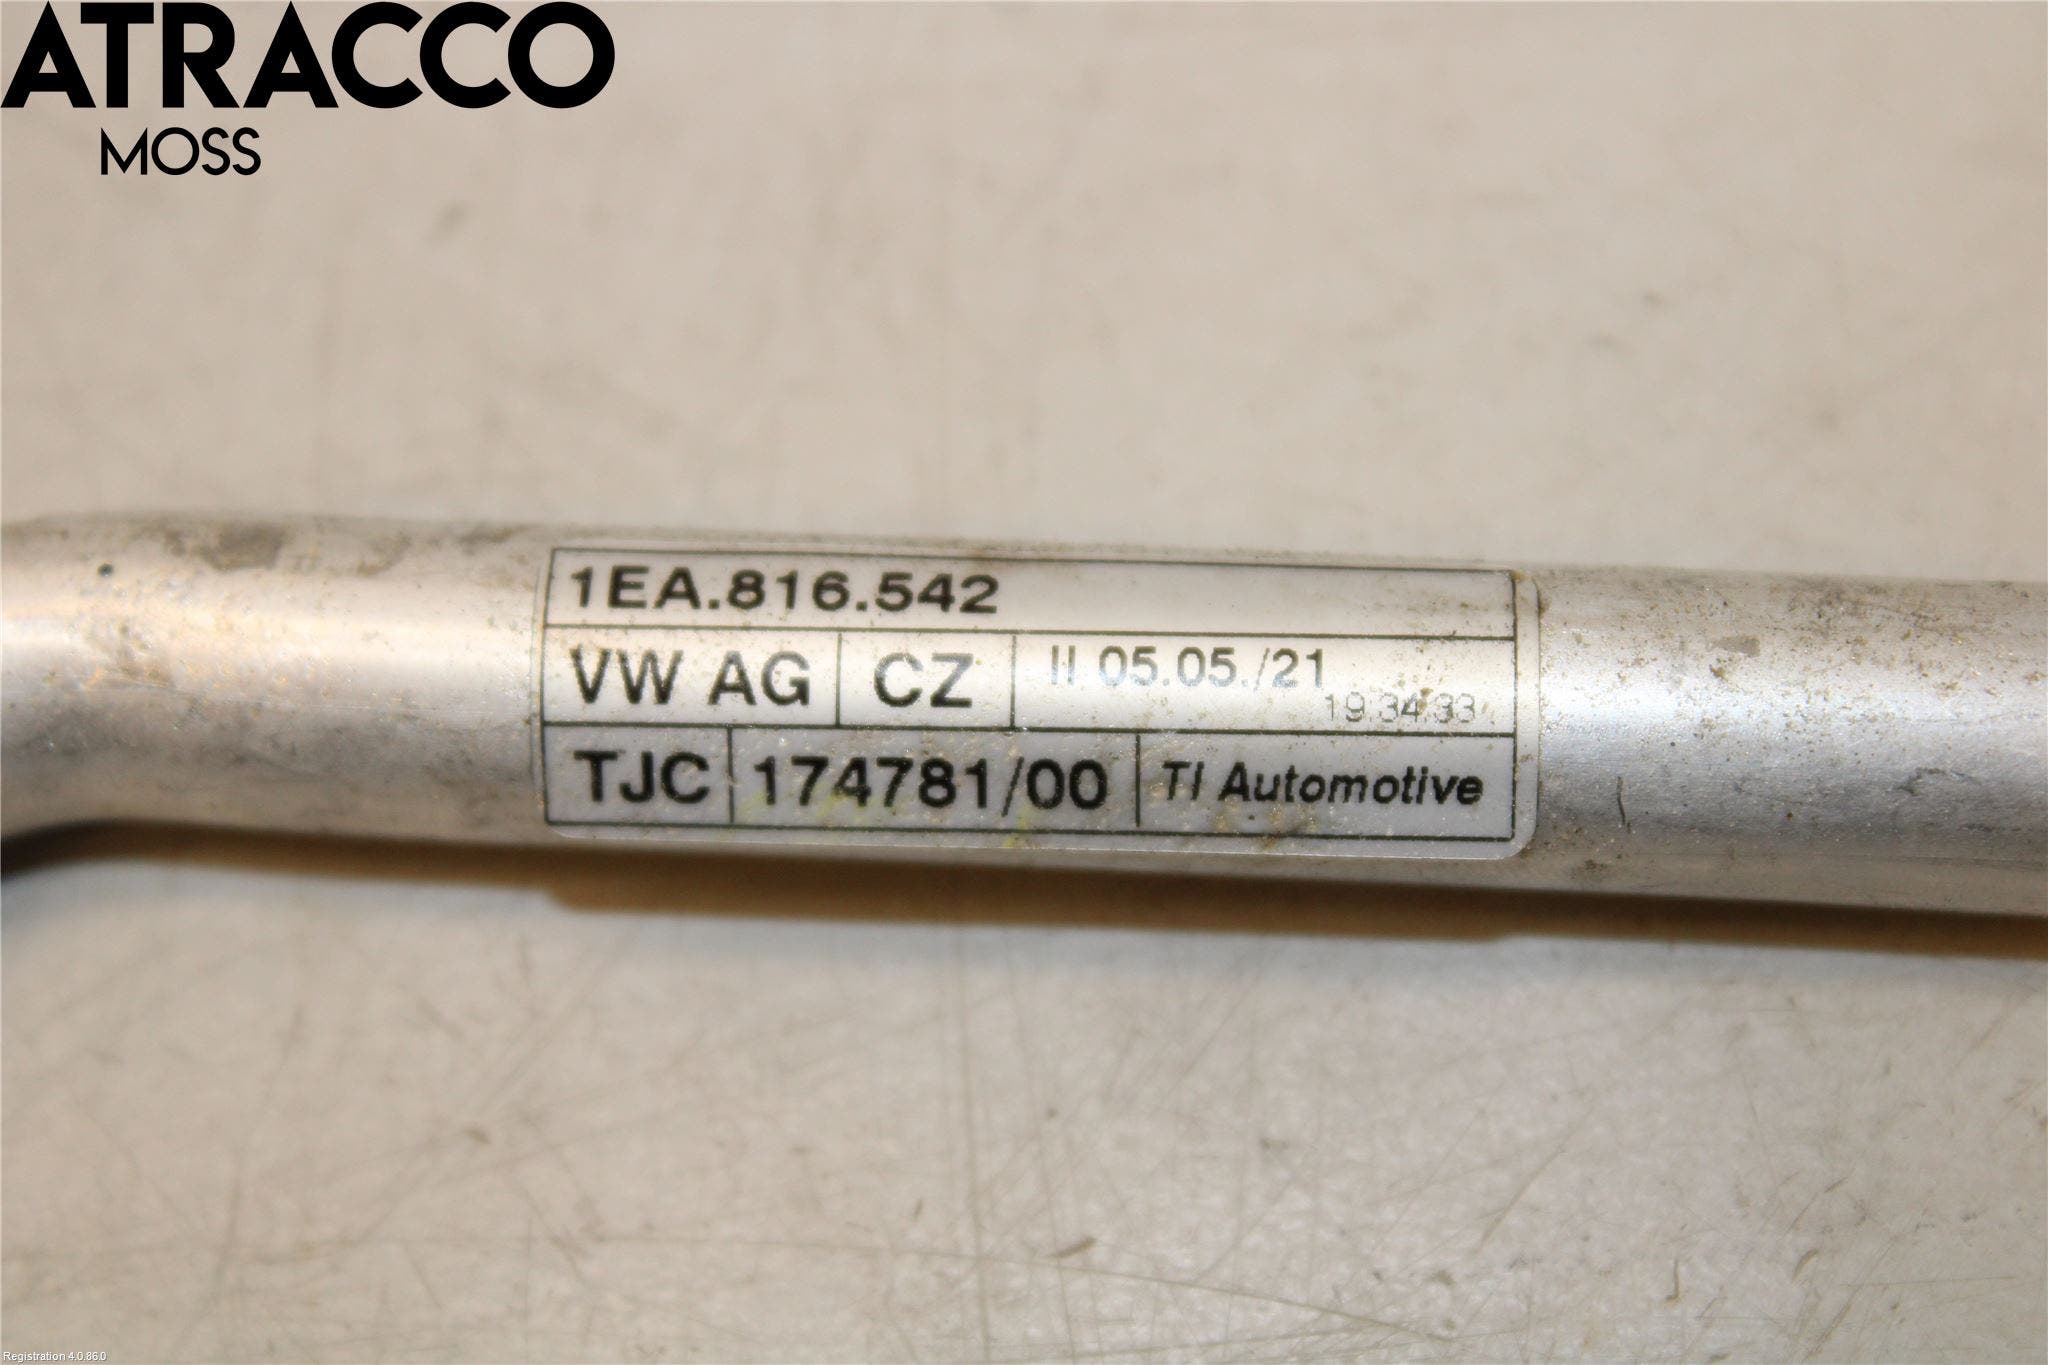 ATRACCO
MOSS
1EA.816.542
VW AG CZ II 05.05./21
19:34:33
TJC 174781/00 TI Automotive
Registration 4.0.86.0